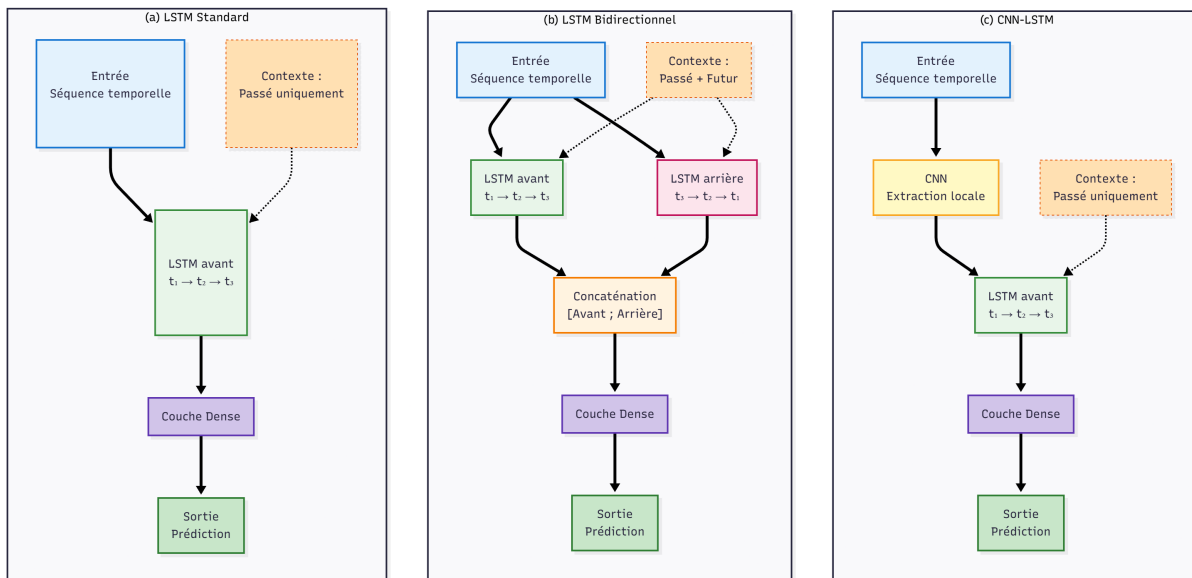 (a) LSTM Standard
Entrée
Séquence temporelle
Contexte :
Passé uniquement
LSTM avant
t₁ → t₂ → t₃
Couche Dense
Sortie
Prédiction
(b) LSTM Bidirectionnel
Entrée
Séquence temporelle
Contexte :
Passé + Futur
LSTM avant
t₁ → t₂ → t₃
LSTM arrière
t₃ → t₂ → t₁
Concaténation
[Avant ; Arrière]
Couche Dense
Sortie
Prédiction
(c) CNN-LSTM
Entrée
Séquence temporelle
CNN
Extraction locale
Contexte :
Passé uniquement
LSTM avant
t₁ → t₂ → t₃
Couche Dense
Sortie
Prédiction